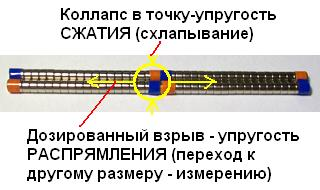 Коллапс в точку-упругость
СЖАТИЯ (схлапывание)
Дозированный взрыв - упругость
РАСПРЯМЛЕНИЯ (переход к
другому размеру - измерению)